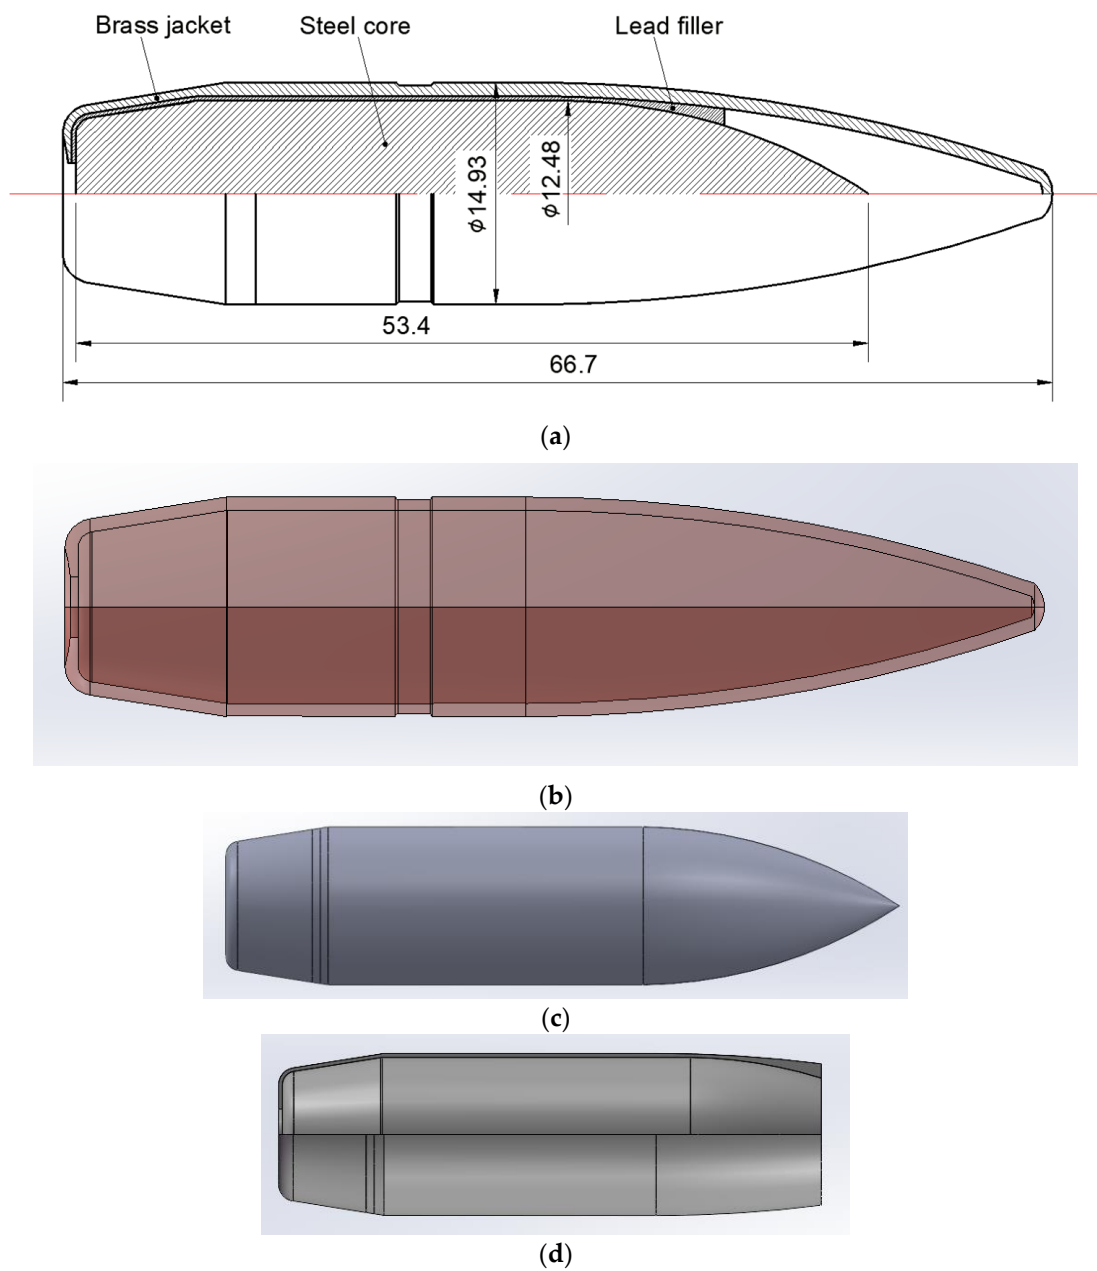 Brass jacket Steel core Lead filler
ϕ14.93
ϕ12.48
53.4
66.7
(a)
(b)
(c)
(d)